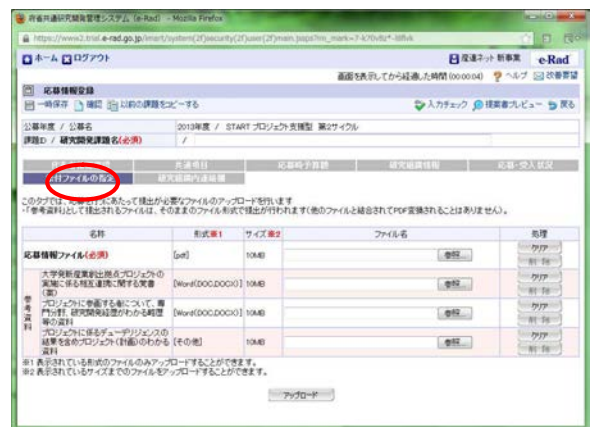 府省共通研究開発管理システム (e-Rad) - Mozilla Firefox
ホーム ログアウト
産連ネット 新事業 e-Rad
画面を表示してから経過した時間(00:00:04) ヘルプ 改善要望
応募情報登録
一時保存 確認 以前の課題をコピーする 入力チェック 提案書プレビュー 戻る
公募年度 / 公募名 2013年度 / START プロジェクト支援型 第2サイクル
課題ID / 研究開発課題名(必須) /
共通項目 応募時予算額 研究組織情報 応募・受入状況
付ファイルの指定 研究組織内連絡欄
このタブでは、応募を行うにあたって提出が必要なファイルのアップロードを行います
・「参考資料」として提出されるファイルは、そのままのファイル形式で提出が行われます(他のファイルと結合されてPDF変換されることはありません)。
名称 形式※1 サイズ※2 ファイル名 処理
応募情報ファイル(必須) [pdf] 10MB 参照... クリア
削除
参考資料
大学発新産業創出拠点プロジェクトの
実施に係る相互連携に関する覚書
(案)
[Word(DOC,DOCX)] 10MB 参照... クリア
削除
プロジェクトに参画する者について、専
門分野、研究開発経歴がわかる略歴
等の資料
[Word(DOC,DOCX)] 10MB 参照... クリア
削除
プロジェクトに係るデューデリジェンスの
結果を含めプロジェクト(計画)のわかる
資料
[その他] 10MB 参照... クリア
削除
※1 表示されている形式のファイルのみアップロードすることができます。
※2 表示されているサイズまでのファイルをアップロードすることができます。
アップロード